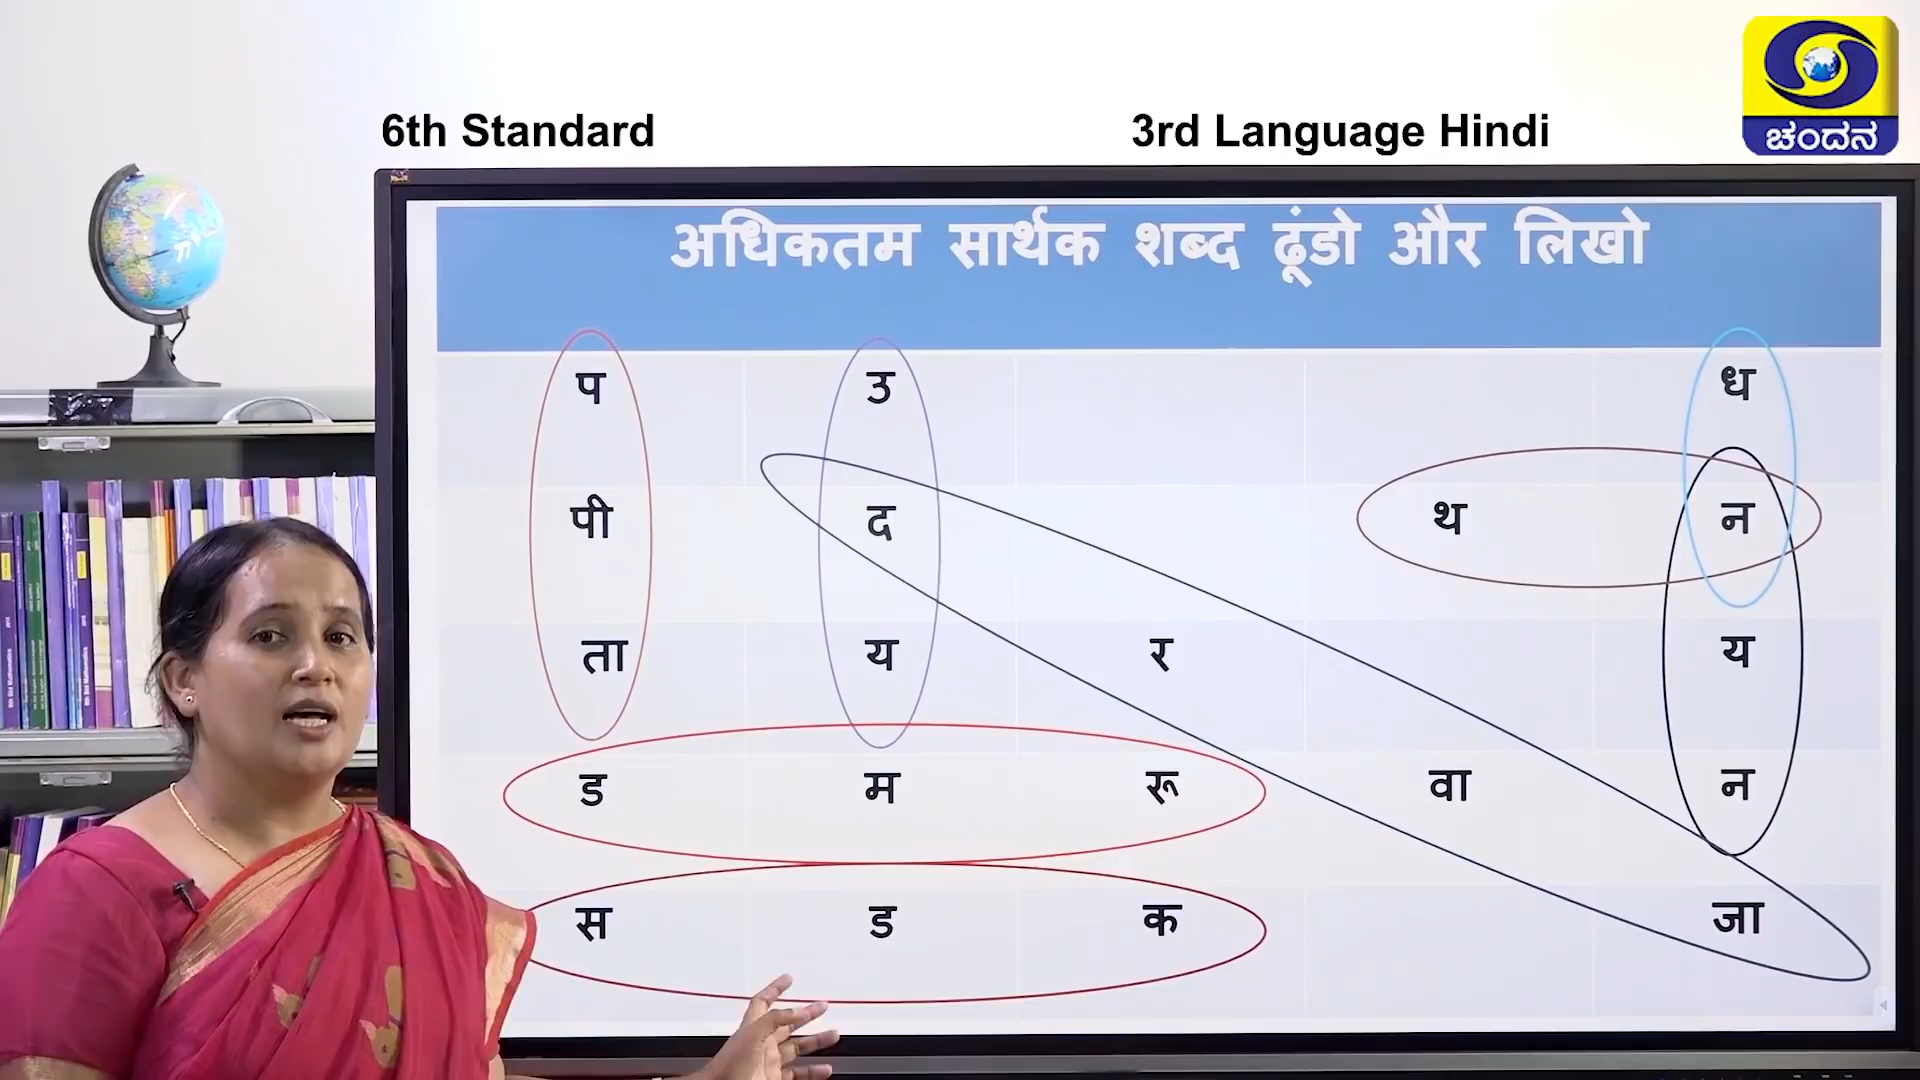 6th Standard 3rd Language Hindi
ಚಂದನ
अधिकतम सार्थक शब्द ढूंडो और लिखो
प उ ध
पी द थ न
ता य र य
ड म रू वा न
स ड क जा